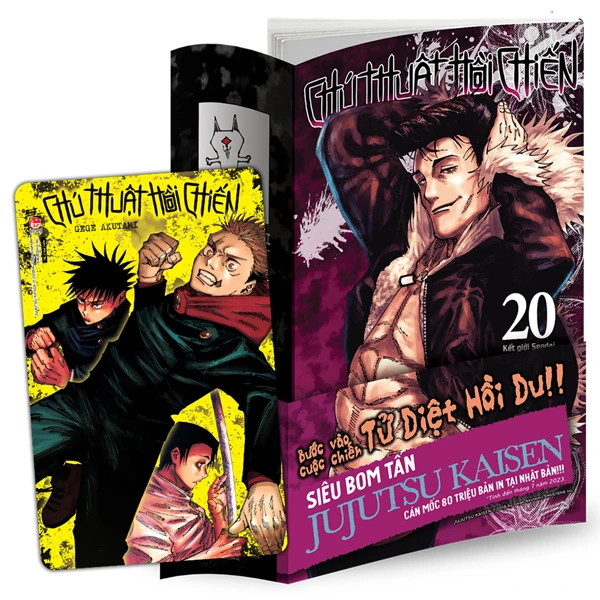 CHÚ THUẬT HỒI CHIẾN
GEGE AKUTAMI
CHÚ THUẬT HỒI CHIẾN
20
Kết giới Sendai
Bước vào
cuộc chiến Tử Diệt Hồi Du!!
SIÊU BOM TẤN
JUJUTSU KAISEN
CÁN MỐC 80 TRIỆU BẢN IN TẠI NHẬT BẢN!!!
*Tính đến tháng 7 năm 2023.